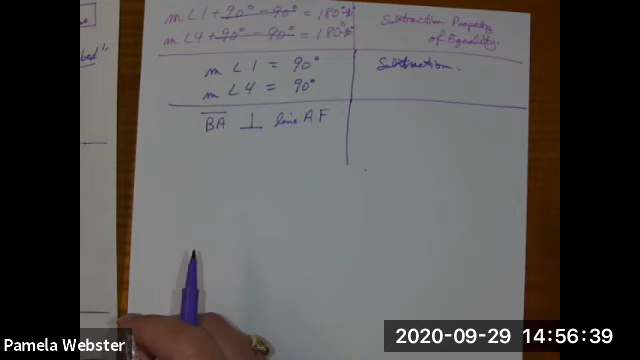 m∠1 + 90° - 90° = 180° - 90°
Subtraction Property
m∠4 + 90° - 90° = 180° - 90°
of Equality.
m∠1 = 90°
Subtraction.
m∠4 = 90°
BA ⊥ line AF
Pamela Webster
2020-09-29 14:56:39